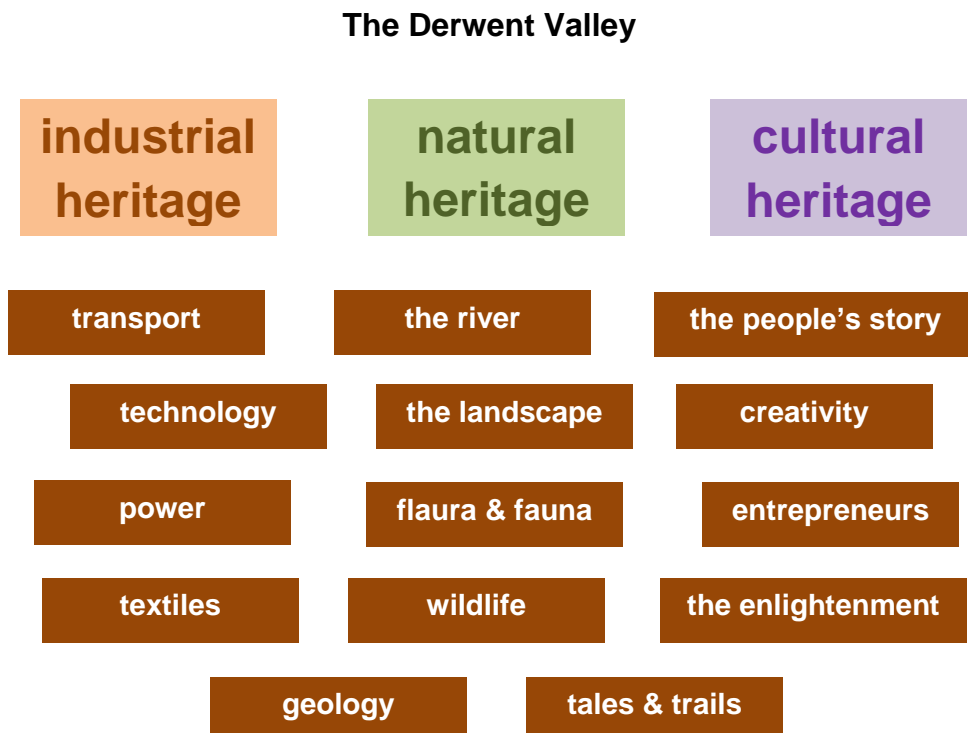 The Derwent Valley
industrial
heritage
natural
heritage
cultural
heritage
transport
the river
the people’s story
technology
the landscape
creativity
power
flaura & fauna
entrepreneurs
textiles
wildlife
the enlightenment
geology
tales & trails